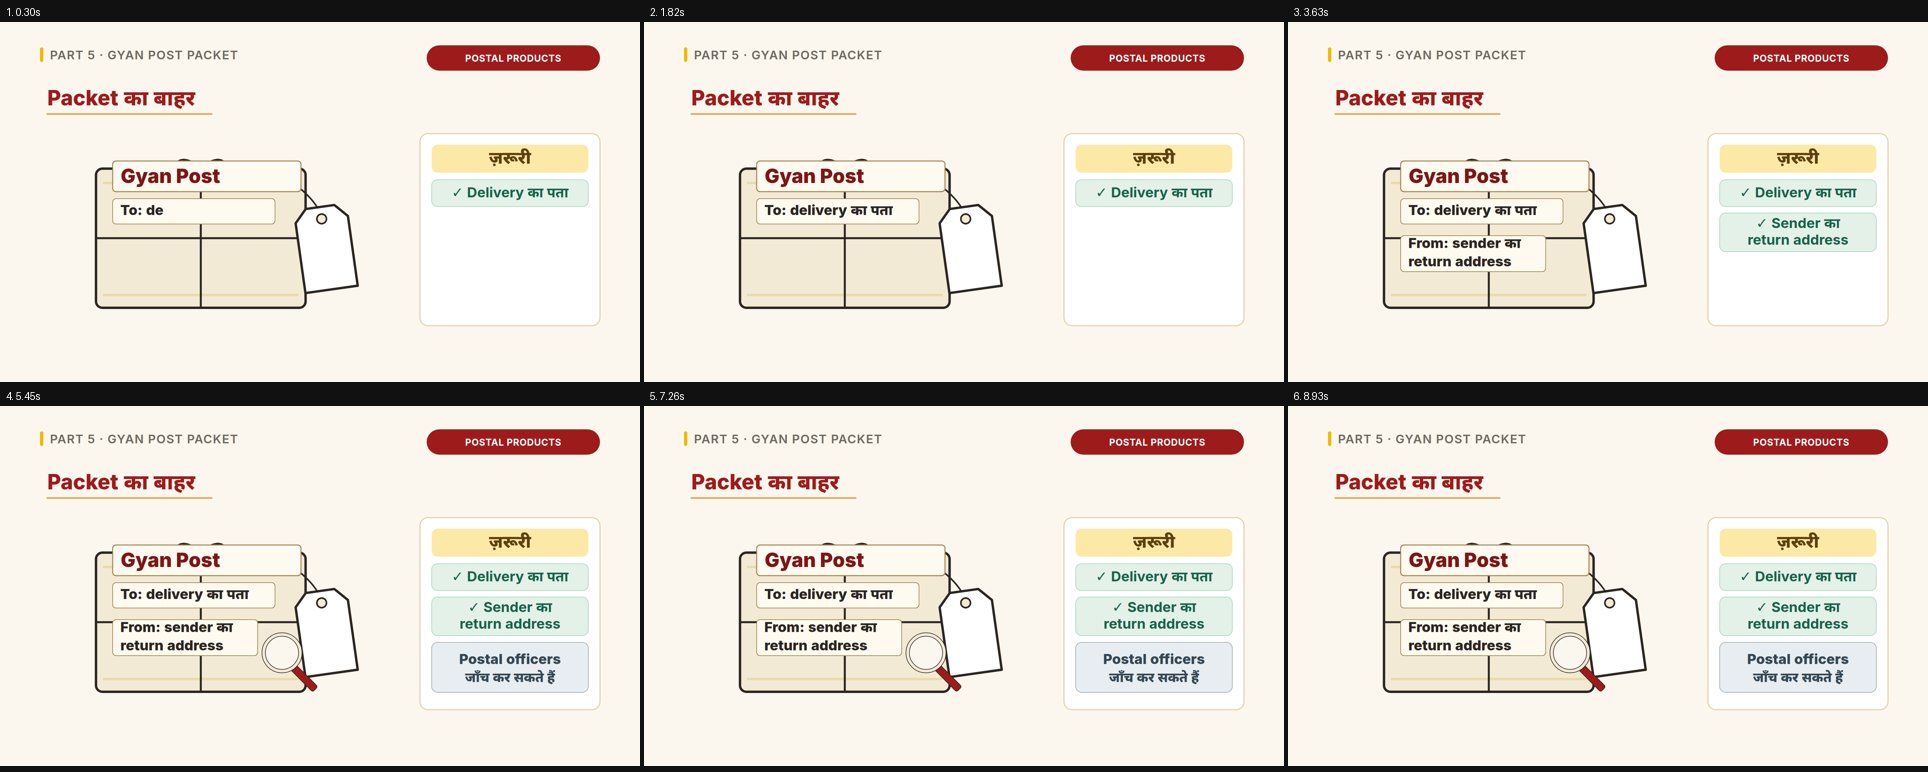 1. 0.30s
PART 5 · GYAN POST PACKET
POSTAL PRODUCTS
Packet का बाहर
Gyan Post
To: de
ज़रूरी
✓ Delivery का पता
2. 1.82s
PART 5 · GYAN POST PACKET
POSTAL PRODUCTS
Packet का बाहर
Gyan Post
To: delivery का पता
ज़रूरी
✓ Delivery का पता
3. 3.63s
PART 5 · GYAN POST PACKET
POSTAL PRODUCTS
Packet का बाहर
Gyan Post
To: delivery का पता
From: sender का
return address
ज़रूरी
✓ Delivery का पता
✓ Sender का
return address
4. 5.45s
PART 5 · GYAN POST PACKET
POSTAL PRODUCTS
Packet का बाहर
Gyan Post
To: delivery का पता
From: sender का
return address
ज़रूरी
✓ Delivery का पता
✓ Sender का
return address
Postal officers
जाँच कर सकते हैं
5. 7.26s
PART 5 · GYAN POST PACKET
POSTAL PRODUCTS
Packet का बाहर
Gyan Post
To: delivery का पता
From: sender का
return address
ज़रूरी
✓ Delivery का पता
✓ Sender का
return address
Postal officers
जाँच कर सकते हैं
6. 8.93s
PART 5 · GYAN POST PACKET
POSTAL PRODUCTS
Packet का बाहर
Gyan Post
To: delivery का पता
From: sender का
return address
ज़रूरी
✓ Delivery का पता
✓ Sender का
return address
Postal officers
जाँच कर सकते हैं